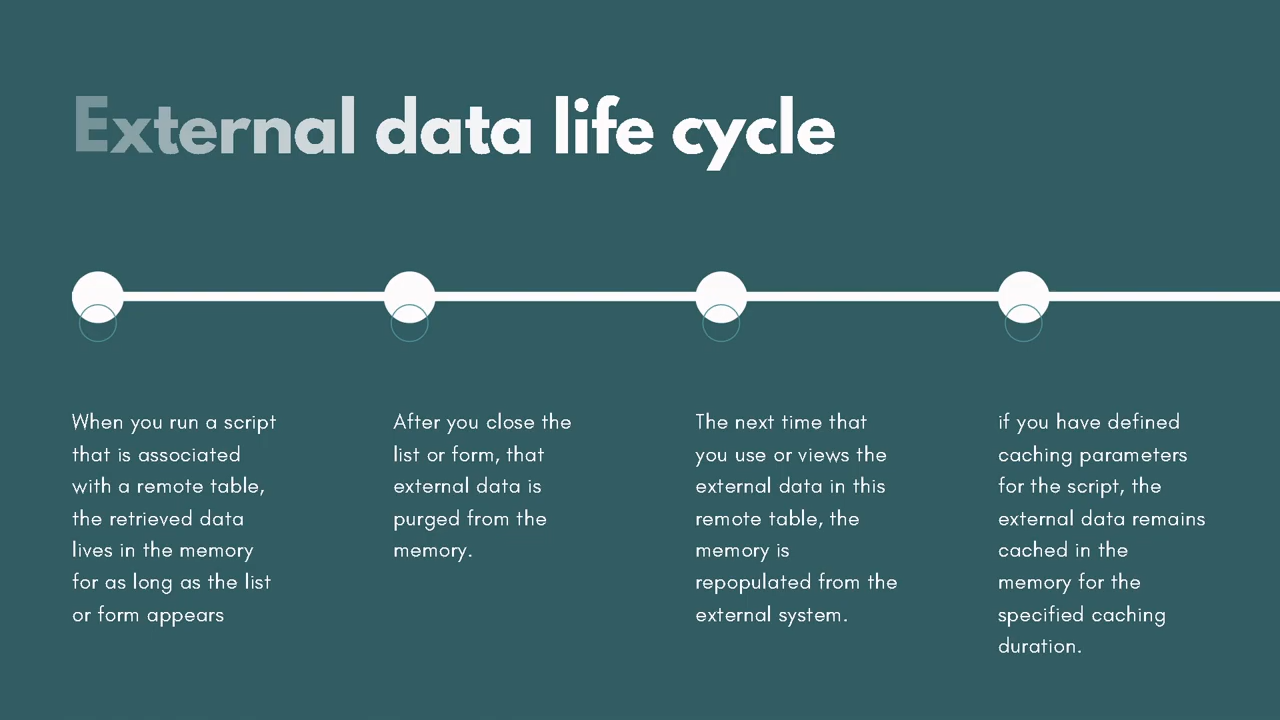 External data life cycle
When you run a script
that is associated
with a remote table,
the retrieved data
lives in the memory
for as long as the list
or form appears
After you close the
list or form, that
external data is
purged from the
memory.
The next time that
you use or views the
external data in this
remote table, the
memory is
repopulated from the
external system.
if you have defined
caching parameters
for the script, the
external data remains
cached in the
memory for the
specified caching
duration.